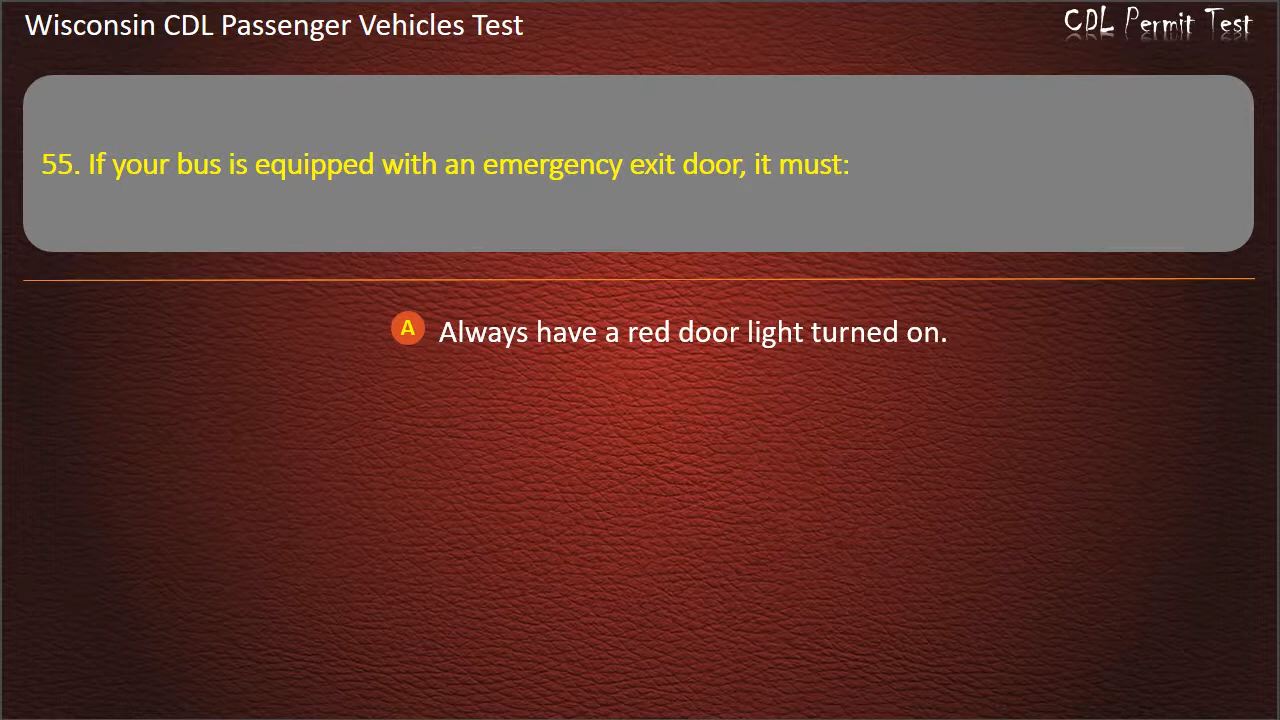 Wisconsin CDL Passenger Vehicles Test
CDL Permit Test
55. If your bus is equipped with an emergency exit door, it must:
A Always have a red door light turned on.